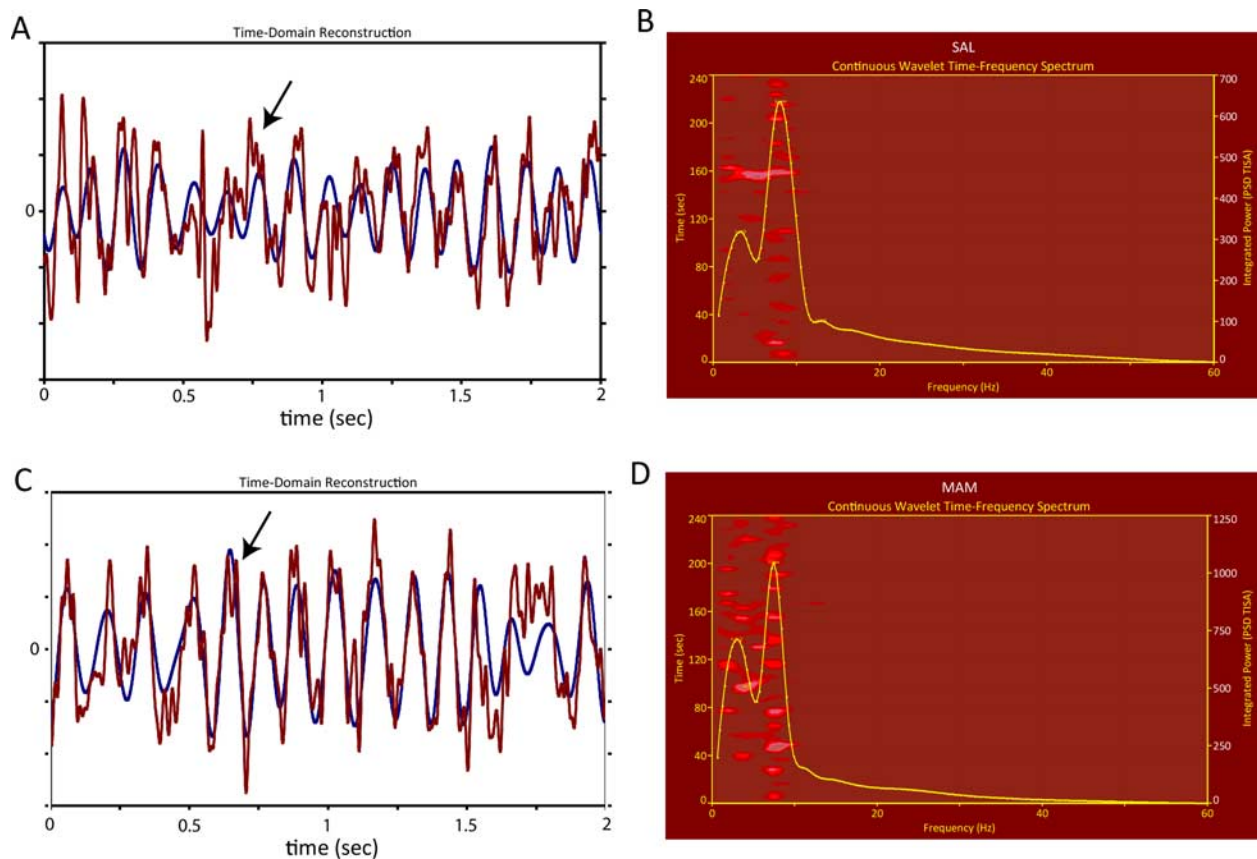 A
Time-Domain Reconstruction
0
0 0.5 1 1.5 2
time (sec)
B
SAL
Continuous Wavelet Time-Frequency Spectrum
240 700
600
200
500
160
400
120
300
80
200
40
100
0 0
Time (sec)
Integrated Power (PSD TISA)
0 20 40 60
Frequency (Hz)
C
Time-Domain Reconstruction
0
0 0.5 1 1.5 2
time (sec)
D
MAM
Continuous Wavelet Time-Frequency Spectrum
240 1250
200
1000
160
750
120
500
80
250
40
0 0
Time (sec)
Integrated Power (PSD TISA)
0 20 40 60
Frequency (Hz)